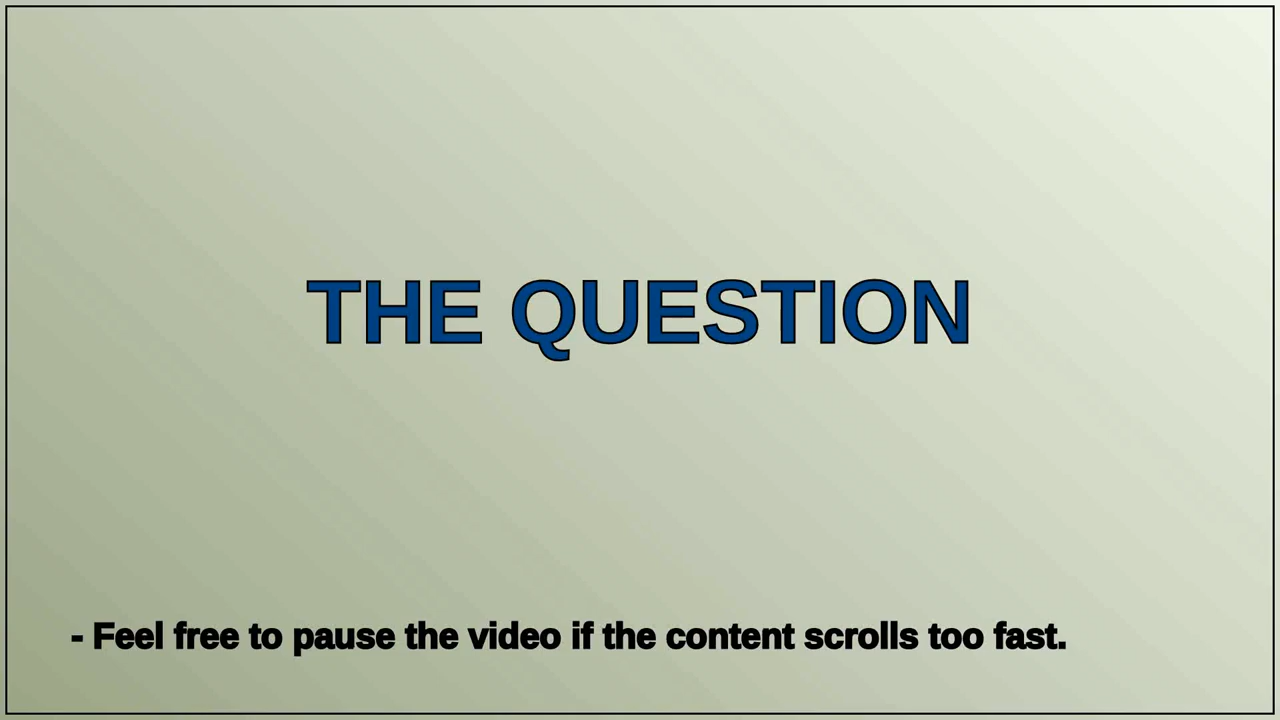 THE QUESTION
- Feel free to pause the video if the content scrolls too fast.